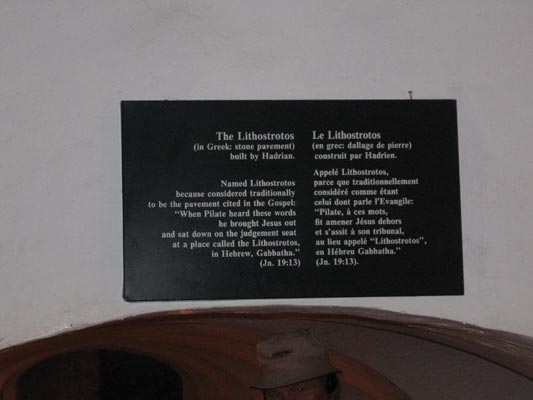 The Lithostrotos
(in Greek: stone pavement)
built by Hadrian.
Named Lithostrotos
because considered traditionally
to be the pavement cited in the Gospel:
"When Pilate heard these words
he brought Jesus out
and sat down on the judgement seat
at a place called the Lithostrotos,
in Hebrew, Gabbatha."
(Jn. 19:13)
Le Lithostrotos
(en grec: dallage de pierre)
construit par Hadrien.
Appelé Lithostrotos,
parce que traditionnellement
considéré comme étant
celui dont parle l'Evangile:
"Pilate, à ces mots,
fit amener Jésus dehors
et s'assit à son tribunal,
au lieu appelé "Lithostrotos",
en Hébreu Gabbatha."
(Jn. 19:13).